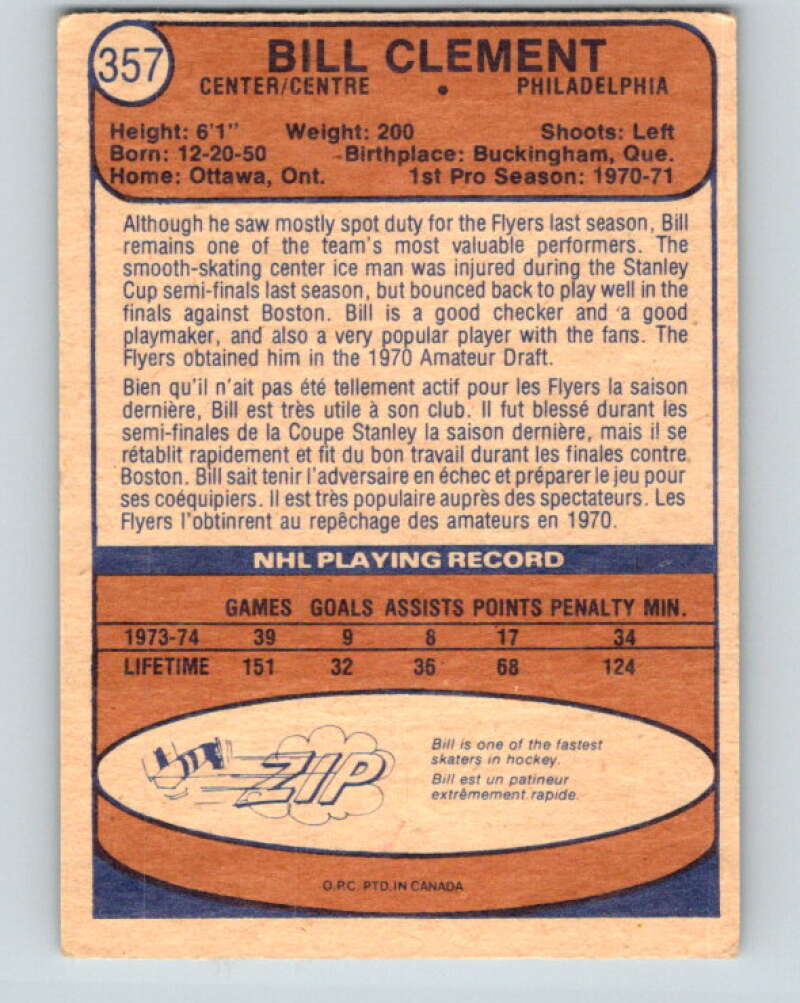 357
BILL CLEMENT
CENTER/CENTRE • PHILADELPHIA
Height: 6'1" Weight: 200 Shoots: Left
Born: 12-20-50 Birthplace: Buckingham, Que.
Home: Ottawa, Ont. 1st Pro Season: 1970-71
Although he saw mostly spot duty for the Flyers last season, Bill
remains one of the team's most valuable performers. The
smooth-skating center ice man was injured during the Stanley
Cup semi-finals last season, but bounced back to play well in the
finals against Boston. Bill is a good checker and a good
playmaker, and also a very popular player with the fans. The
Flyers obtained him in the 1970 Amateur Draft.
Bien qu'il n'ait pas été tellement actif pour les Flyers la saison
dernière, Bill est très utile à son club. Il fut blessé durant les
semi-finales de la Coupe Stanley la saison dernière, mais il se
rétablit rapidement et fit du bon travail durant les finales contre
Boston. Bill sait tenir l'adversaire en échec et préparer le jeu pour
ses coéquipiers. Il est très populaire auprès des spectateurs. Les
Flyers l'obtinrent au repêchage des amateurs en 1970.
NHL PLAYING RECORD
GAMES GOALS ASSISTS POINTS PENALTY MIN.
1973-74 39 9 8 17 34
LIFETIME 151 32 36 68 124
ZIP
Bill is one of the fastest
skaters in hockey.
Bill est un patineur
extrêmement rapide.
O.P.C. PTD. IN CANADA